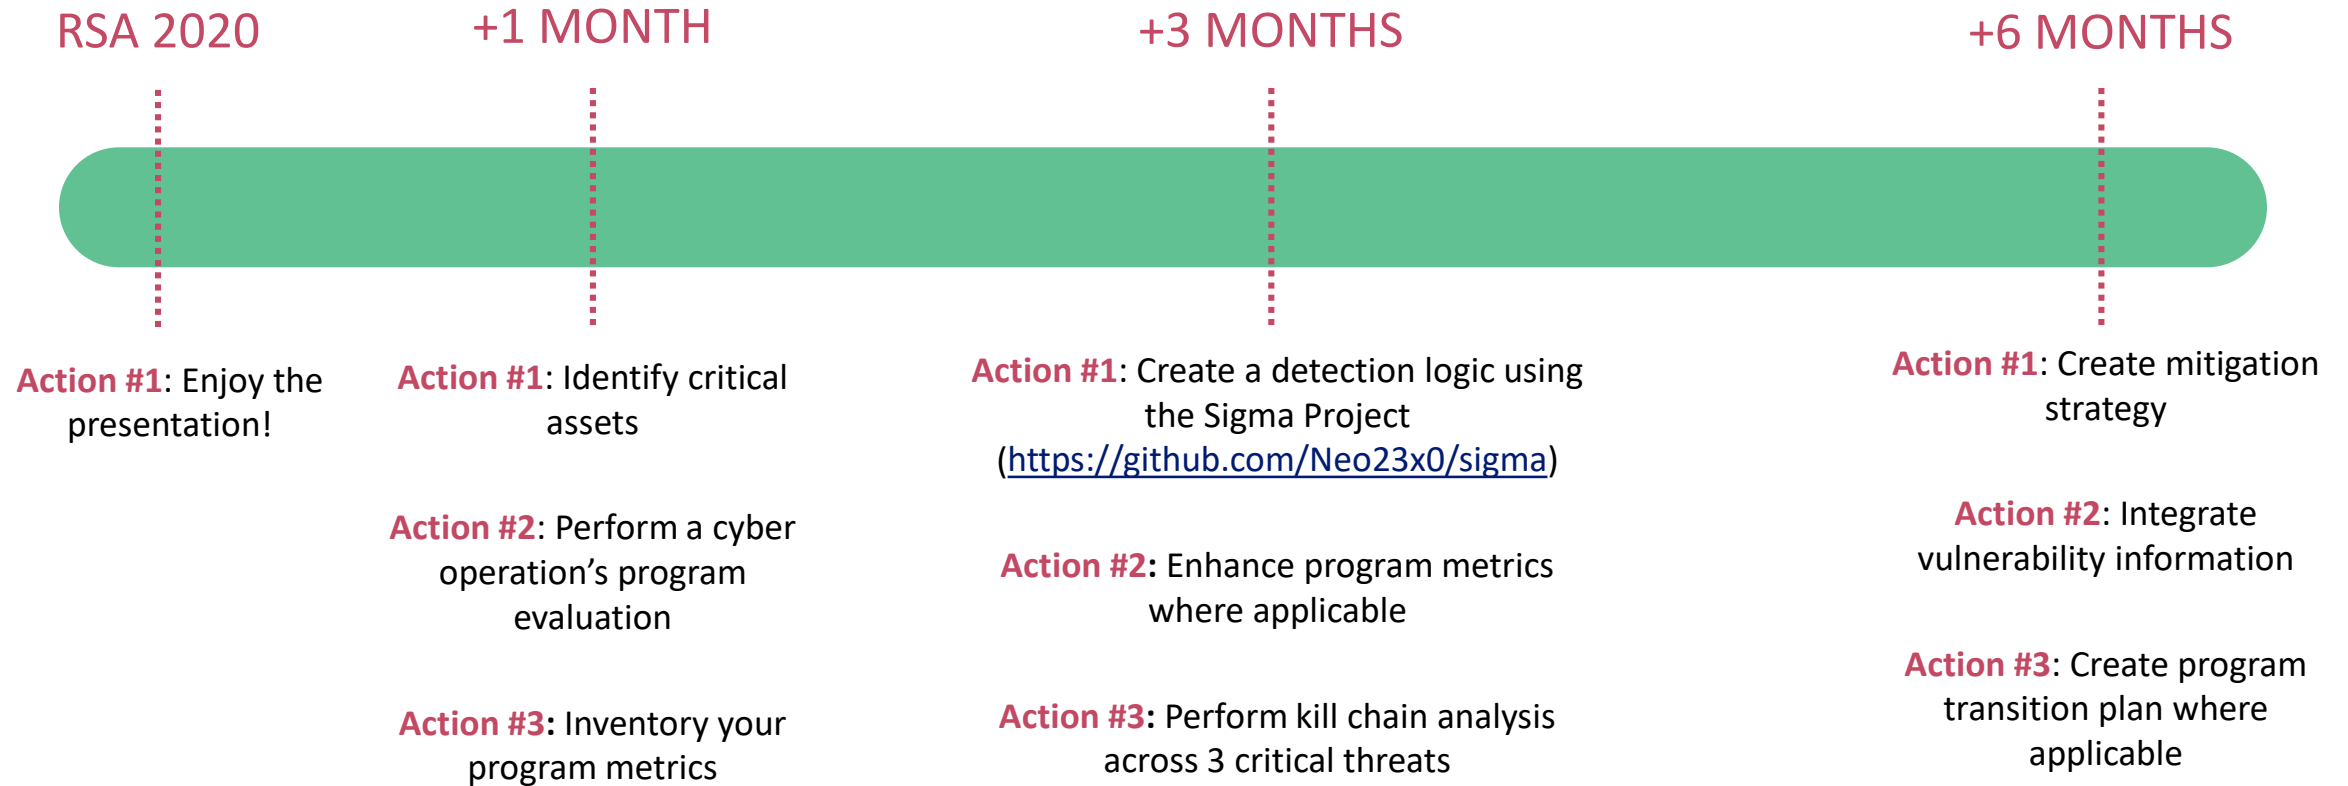 RSA 2020
+1 MONTH
+3 MONTHS
+6 MONTHS
Action #1: Enjoy the
presentation!
Action #1: Identify critical
assets
Action #2: Perform a cyber
operation’s program
evaluation
Action #3: Inventory your
program metrics
Action #1: Create a detection logic using
the Sigma Project
(https://github.com/Neo23x0/sigma)
Action #2: Enhance program metrics
where applicable
Action #3: Perform kill chain analysis
across 3 critical threats
Action #1: Create mitigation
strategy
Action #2: Integrate
vulnerability information
Action #3: Create program
transition plan where
applicable